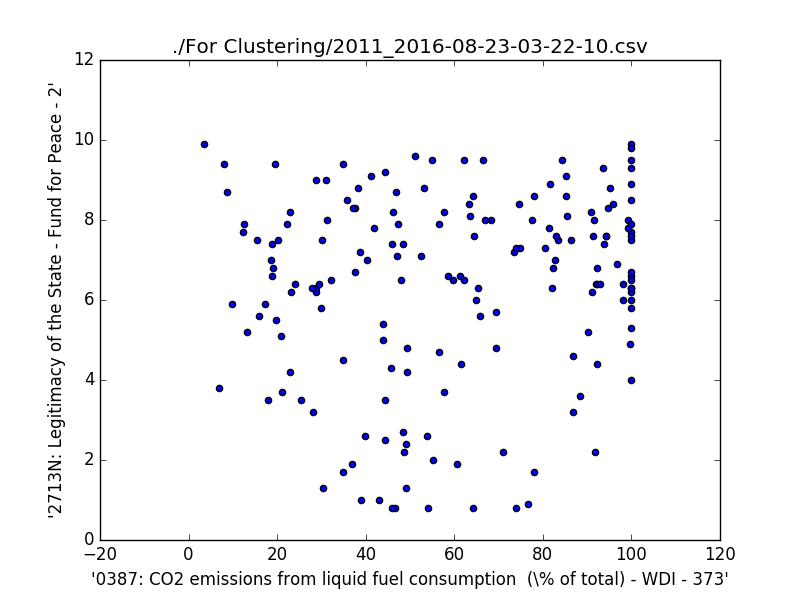 ./For Clustering/2011_2016-08-23-03-22-10.csv
12
10
8
6
4
2
0
'2713N: Legitimacy of the State - Fund for Peace - 2'
−20 0 20 40 60 80 100 120
'0387: CO2 emissions from liquid fuel consumption  (\% of total) - WDI - 373'